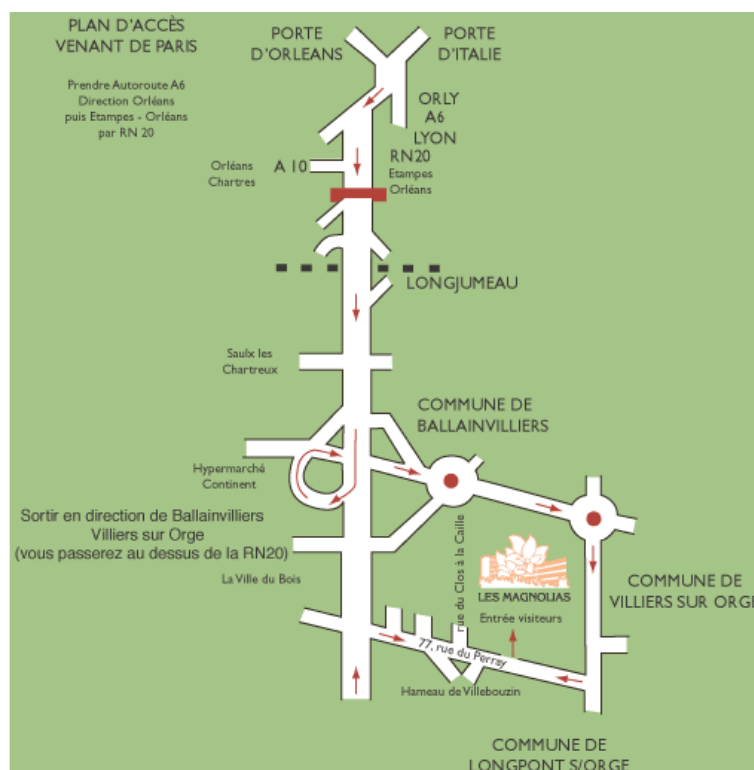 PLAN D'ACCÈS
VENANT DE PARIS
Prendre Autoroute A6
Direction Orléans
puis Etampes - Orléans
par RN 20
PORTE
D'ORLEANS
PORTE
D'ITALIE
ORLY
A6
LYON
RN20
Etampes
Orléans
Orléans
Chartres
A 10
LONGJUMEAU
Saulx les
Chartreux
COMMUNE DE
BALLAINVILLIERS
Hypermarché
Continent
Sortir en direction de Ballainvilliers
Villiers sur Orge
(vous passerez au dessus de la RN20)
La Ville du Bois
rue du Clos à la Caille
LES MAGNOLIAS
Entrée visiteurs
COMMUNE DE
VILLIERS SUR ORGE
77, rue du Perray
Hameau de Villebouzin
COMMUNE DE
LONGPONT S/ORGE